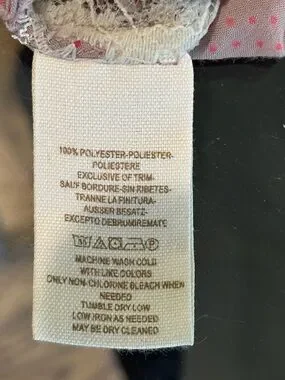 100% POLYESTER-POLIESTER-
POLIESTERE
EXCLUSIVE OF TRIM-
SAUF BORDURE-SIN RIBETES-
TRANNE LA FINITURA-
AUSSER BESATZ-
EXCEPTO DEBRUMREMATE
MACHINE WASH COLD
WITH LIKE COLORS
ONLY NON-CHLORINE BLEACH WHEN
NEEDED
TUMBLE DRY LOW
LOW IRON AS NEEDED
MAY BE DRY CLEANED